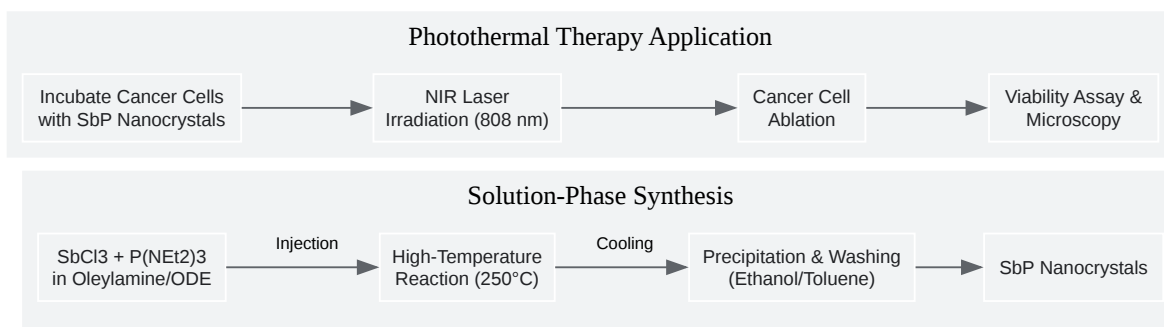 Photothermal Therapy Application
Incubate Cancer Cells
with SbP Nanocrystals
NIR Laser
Irradiation (808 nm)
Cancer Cell
Ablation
Viability Assay &
Microscopy
Solution-Phase Synthesis
SbCl3 + P(NEt2)3
in Oleylamine/ODE
Injection
High-Temperature
Reaction (250°C)
Cooling
Precipitation & Washing
(Ethanol/Toluene)
SbP Nanocrystals